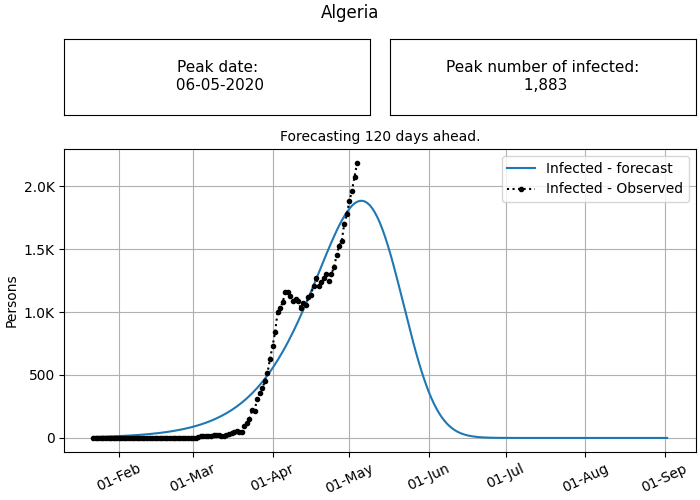 Algeria
Peak date:
06-05-2020
Peak number of infected:
1,883
Forecasting 120 days ahead.
Infected - forecast
Infected - Observed
2.0K
1.5K
1.0K
500
0
Persons
01-Feb
01-Mar
01-Apr
01-May
01-Jun
01-Jul
01-Aug
01-Sep